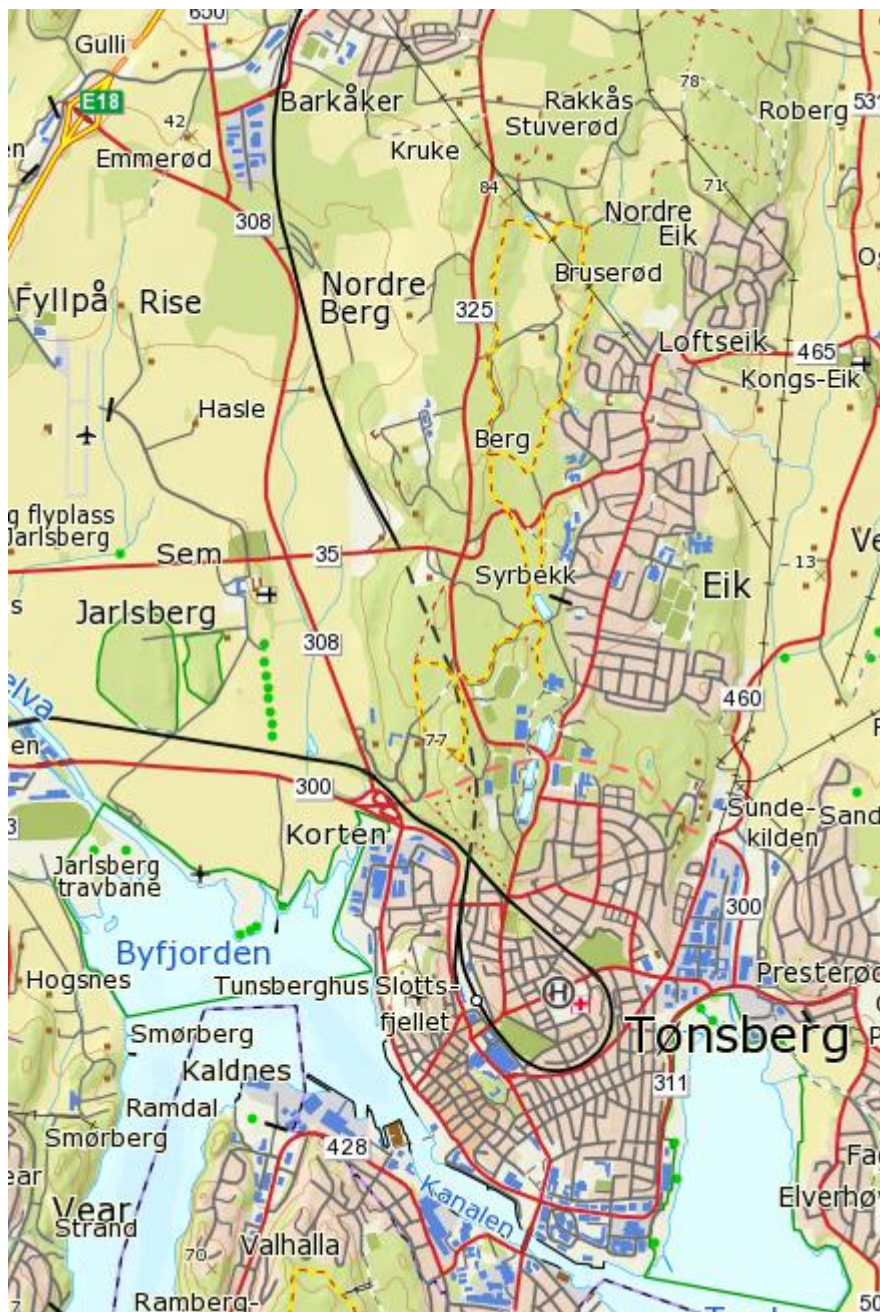 650
Gulli
E18
Barkåker
42
Emmerød
Kruke
Rakkås
Stuverød
78
Roberg
531
308
84
71
Nordre
Eik
Bruserød
Fyllpå
Rise
Nordre
Berg
325
Loftseik
465
Kongs-Eik
Hasle
Berg
flyplass
Jarlsberg
Sem
35
13
Syrbekk
Eik
Jarlsberg
308
460
77
300
Korten
Sunde-
kilden
Jarlsberg
travbane
300
Byfjorden
Hogsnes
Tunsberghus
Slotts-
fjellet
H
Presterød
Smørberg
Tønsberg
Kaldnes
311
Ramdal
Smørberg
428
Vear
Strand
Kanalen
Elverhøy
70
Valhalla
Ramberg-